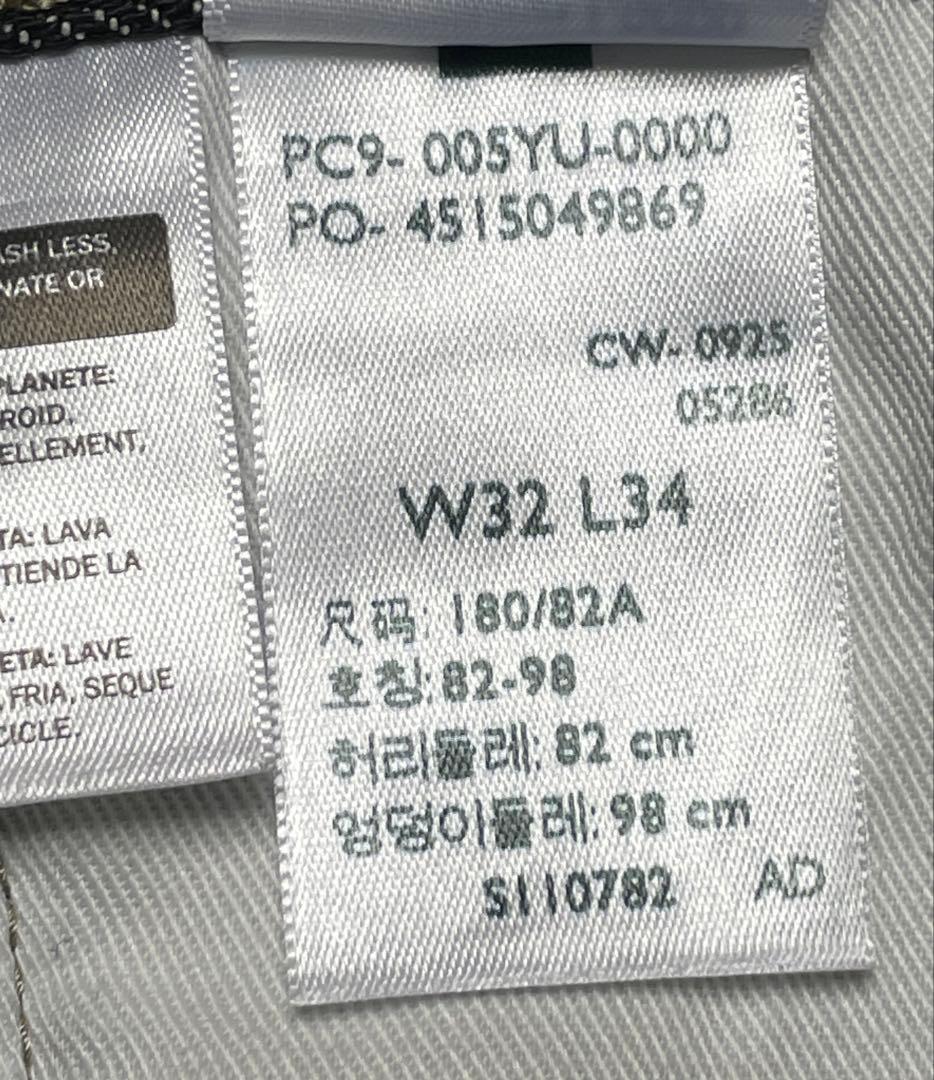 ASH LESS,
NATE OR
PLANETE:
ROID,
ELLEMENT,
TA: LAVA
TIENDE LA
A.
ETA: LAVE
, FRIA, SEQUE
CICLE.
PC9- 005YU-0000
PO- 4515049869
CW- 0925
05286
W32 L34
尺码: 180/82A
호칭: 82-98
허리둘레: 82 cm
엉덩이둘레: 98 cm
S110782 AD